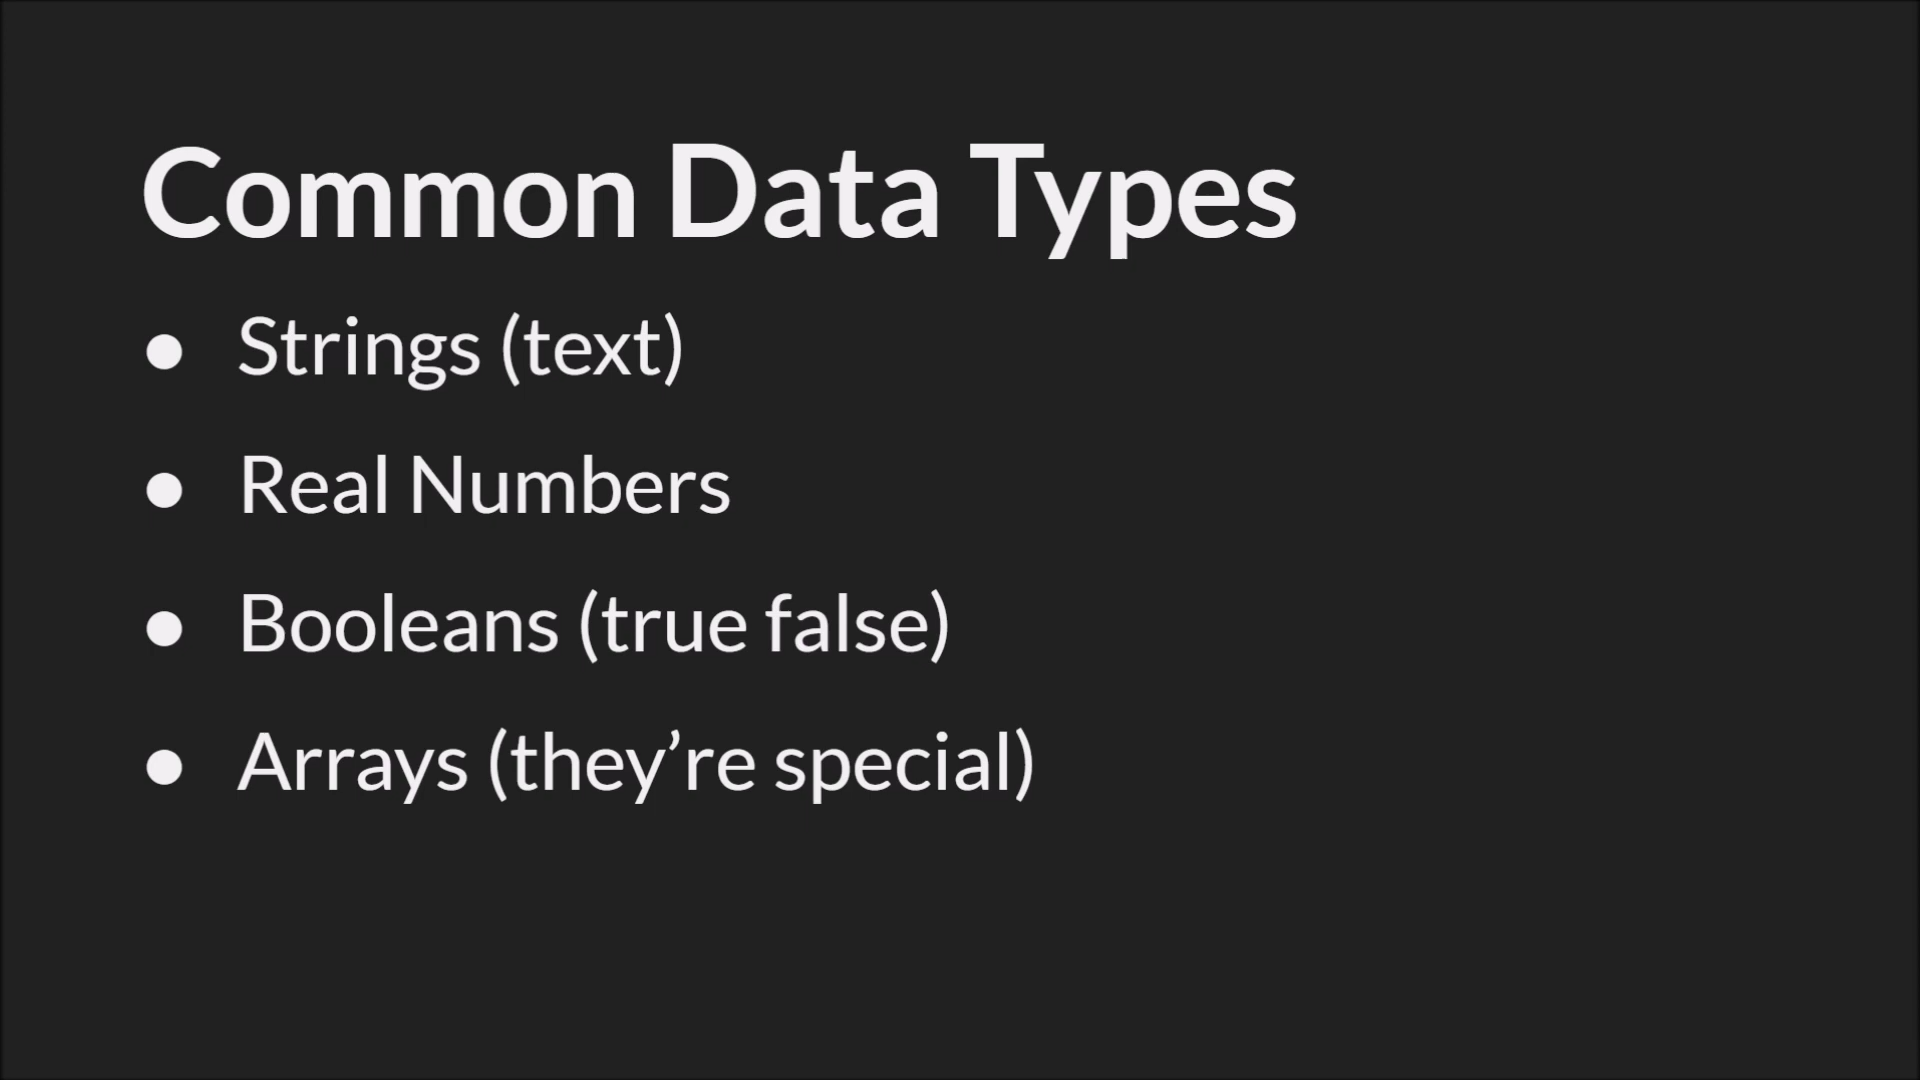 Common Data Types
● Strings (text)
● Real Numbers
● Booleans (true false)
● Arrays (they’re special)